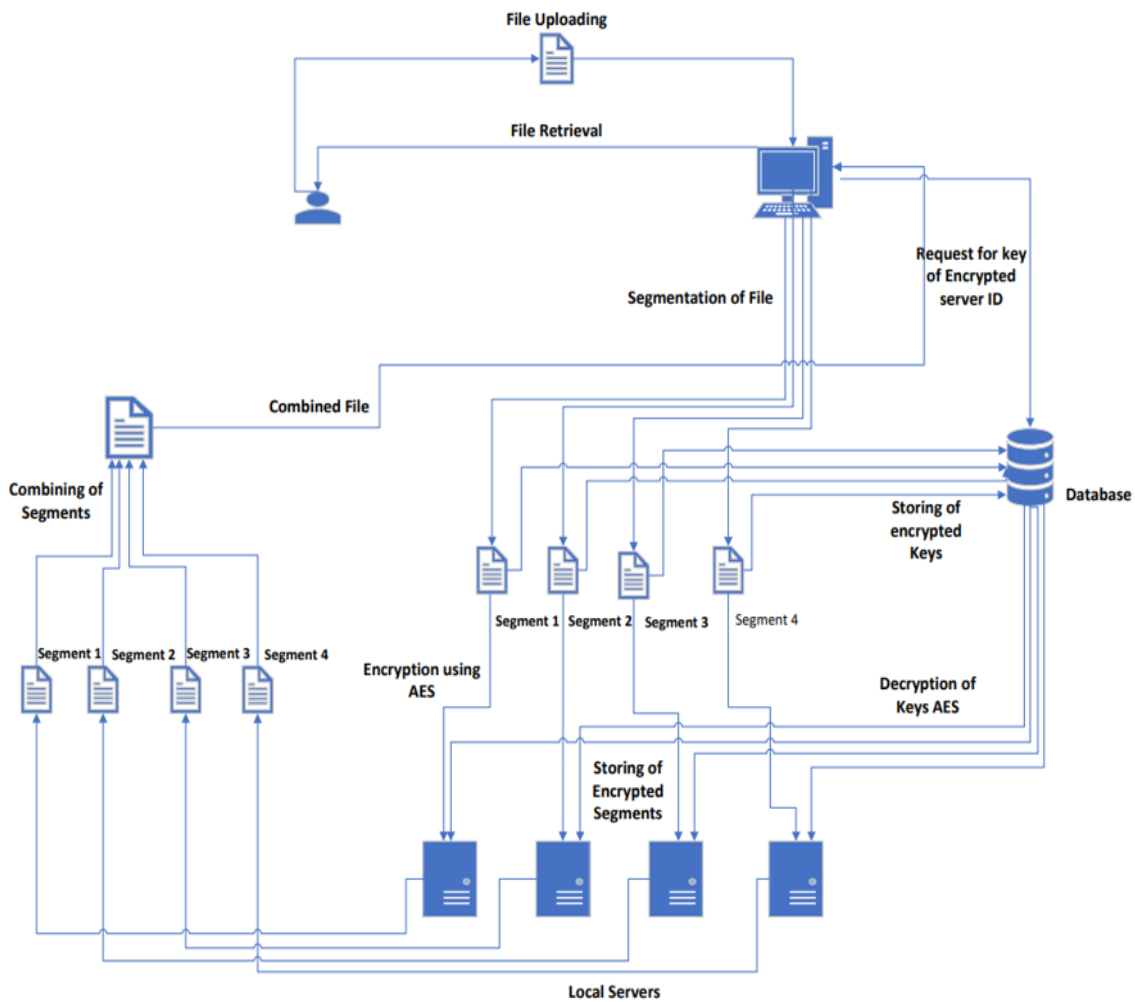 File Uploading
File Retrieval
Request for key
of Encrypted
server ID
Segmentation of File
Combined File
Combining of
Segments
Database
Storing of
encrypted
Keys
Segment 1
Segment 2
Segment 3
Segment 4
Segment 1
Segment 2
Segment 3
Segment 4
Encryption using
AES
Decryption of
Keys AES
Storing of
Encrypted
Segments
Local Servers